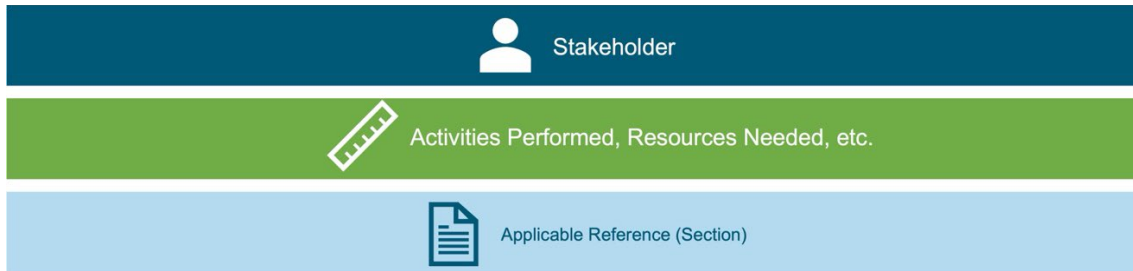 Stakeholder
Activities Performed, Resources Needed, etc.
Applicable Reference (Section)